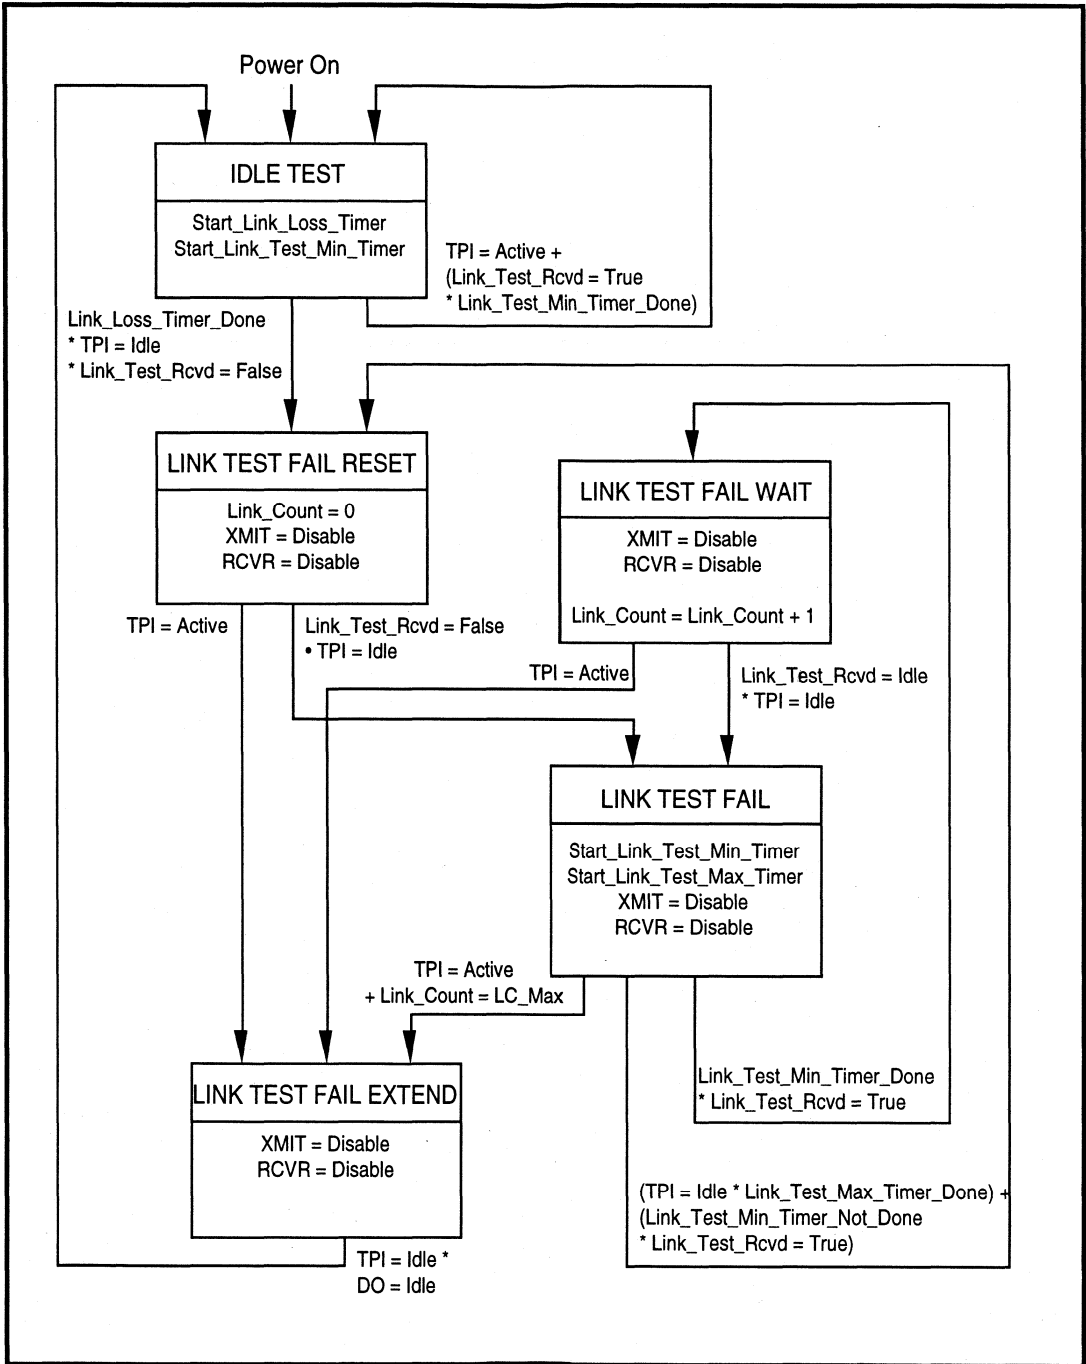 Power On
IDLE TEST
Start_Link_Loss_Timer
Start_Link_Test_Min_Timer
TPI = Active +
(Link_Test_Rcvd = True
* Link_Test_Min_Timer_Done)
Link_Loss_Timer_Done
* TPI = Idle
* Link_Test_Rcvd = False
LINK TEST FAIL RESET
Link_Count = 0
XMIT = Disable
RCVR = Disable
LINK TEST FAIL WAIT
XMIT = Disable
RCVR = Disable
Link_Count = Link_Count + 1
TPI = Active
Link_Test_Rcvd = False
• TPI = Idle
TPI = Active
Link_Test_Rcvd = Idle
* TPI = Idle
LINK TEST FAIL
Start_Link_Test_Min_Timer
Start_Link_Test_Max_Timer
XMIT = Disable
RCVR = Disable
TPI = Active
+ Link_Count = LC_Max
LINK TEST FAIL EXTEND
XMIT = Disable
RCVR = Disable
Link_Test_Min_Timer_Done
* Link_Test_Rcvd = True
(TPI = Idle * Link_Test_Max_Timer_Done) +
(Link_Test_Min_Timer_Not_Done
* Link_Test_Rcvd = True)
TPI = Idle *
DO = Idle